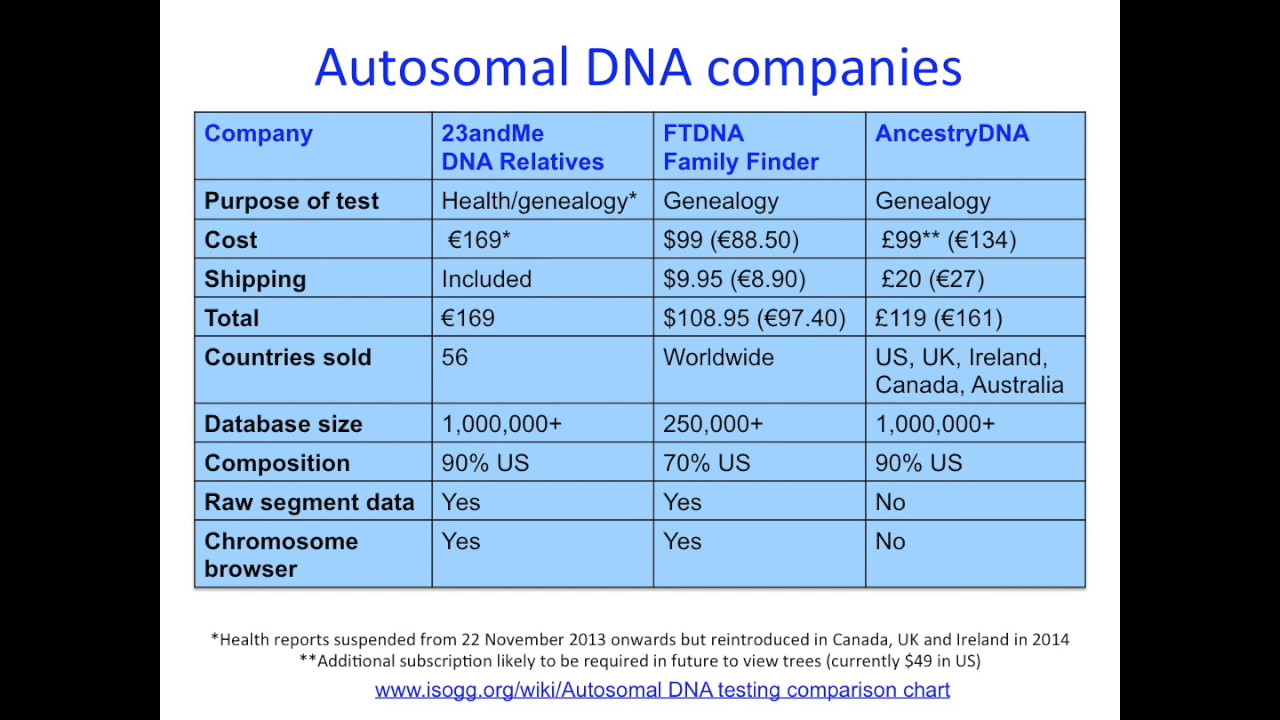 Autosomal DNA companies
Company 23andMe DNA Relatives FTDNA Family Finder AncestryDNA
Purpose of test Health/genealogy* Genealogy Genealogy
Cost €169* $99 (€88.50) £99** (€134)
Shipping Included $9.95 (€8.90) £20 (€27)
Total €169 $108.95 (€97.40) £119 (€161)
Countries sold 56 Worldwide US, UK, Ireland, Canada, Australia
Database size 1,000,000+ 250,000+ 1,000,000+
Composition 90% US 70% US 90% US
Raw segment data Yes Yes No
Chromosome browser Yes Yes No
*Health reports suspended from 22 November 2013 onwards but reintroduced in Canada, UK and Ireland in 2014
**Additional subscription likely to be required in future to view trees (currently $49 in US)
www.isogg.org/wiki/Autosomal DNA testing comparison chart